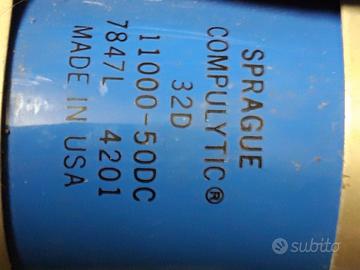 SPRAGUE
COMPULYTIC®
32D
11000-50DC
7847L 4201
MADE IN USA
subito